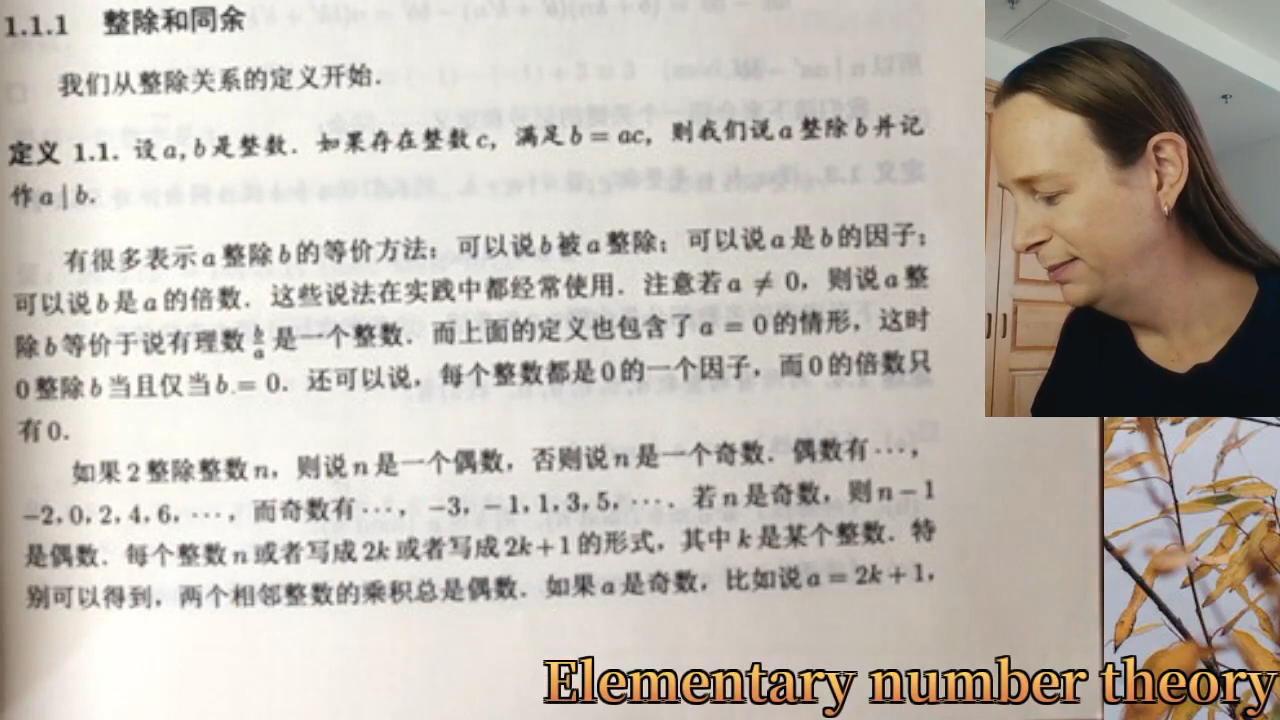 1.1.1 整除和同余
我们从整除关系的定义开始.
定义 1.1. 设a,b是整数. 如果存在整数c, 满足b=ac, 则我们说a整除b并记
作a|b.
有很多表示a整除b的等价方法: 可以说b被a整除; 可以说a是b的因子;
可以说b是a的倍数. 这些说法在实践中都经常使用. 注意若a ≠ 0, 则说a整
除b等价于说有理数b/a是一个整数. 而上面的定义也包含了a = 0的情形, 这时
0整除b当且仅当b = 0. 还可以说, 每个整数都是0的一个因子, 而0的倍数只
有0.
如果2整除整数n, 则说n是一个偶数, 否则说n是一个奇数. 偶数有···,
-2, 0, 2, 4, 6, ···, 而奇数有···, -3, -1, 1, 3, 5, ···. 若n是奇数, 则n-1
是偶数. 每个整数n或者写成2k或者写成2k+1的形式, 其中k是某个整数. 特
别可以得到, 两个相邻整数的乘积总是偶数. 如果a是奇数, 比如说a = 2k+1,
Elementary number theory